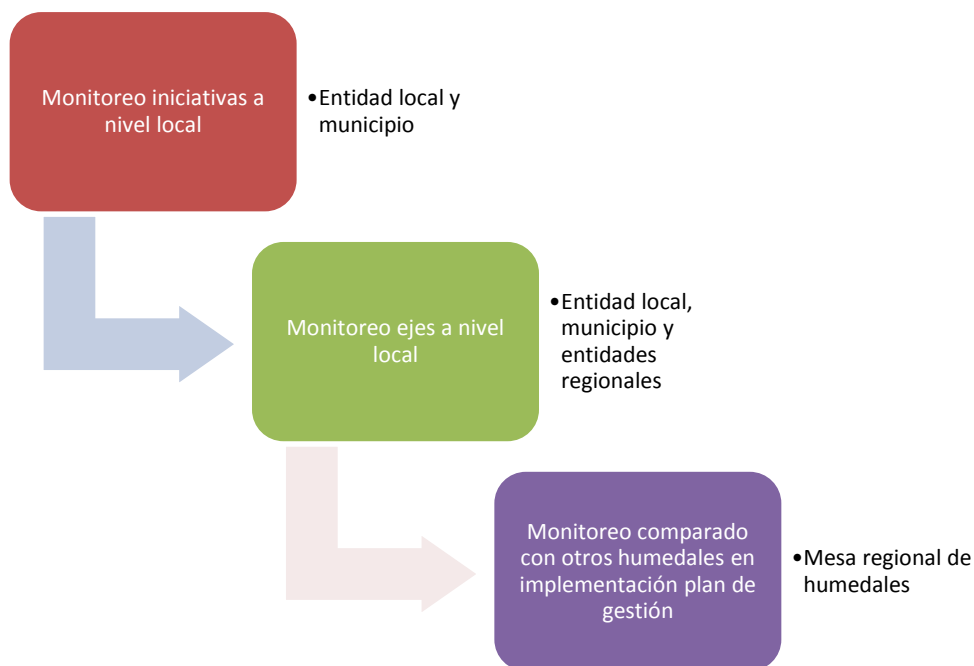 Monitoreo iniciativas a
nivel local
•Entidad local y
municipio
Monitoreo ejes a nivel
local
•Entidad local,
municipio y
entidades
regionales
Monitoreo comparado
con otros humedales en
implementación plan de
gestión
•Mesa regional de
humedales